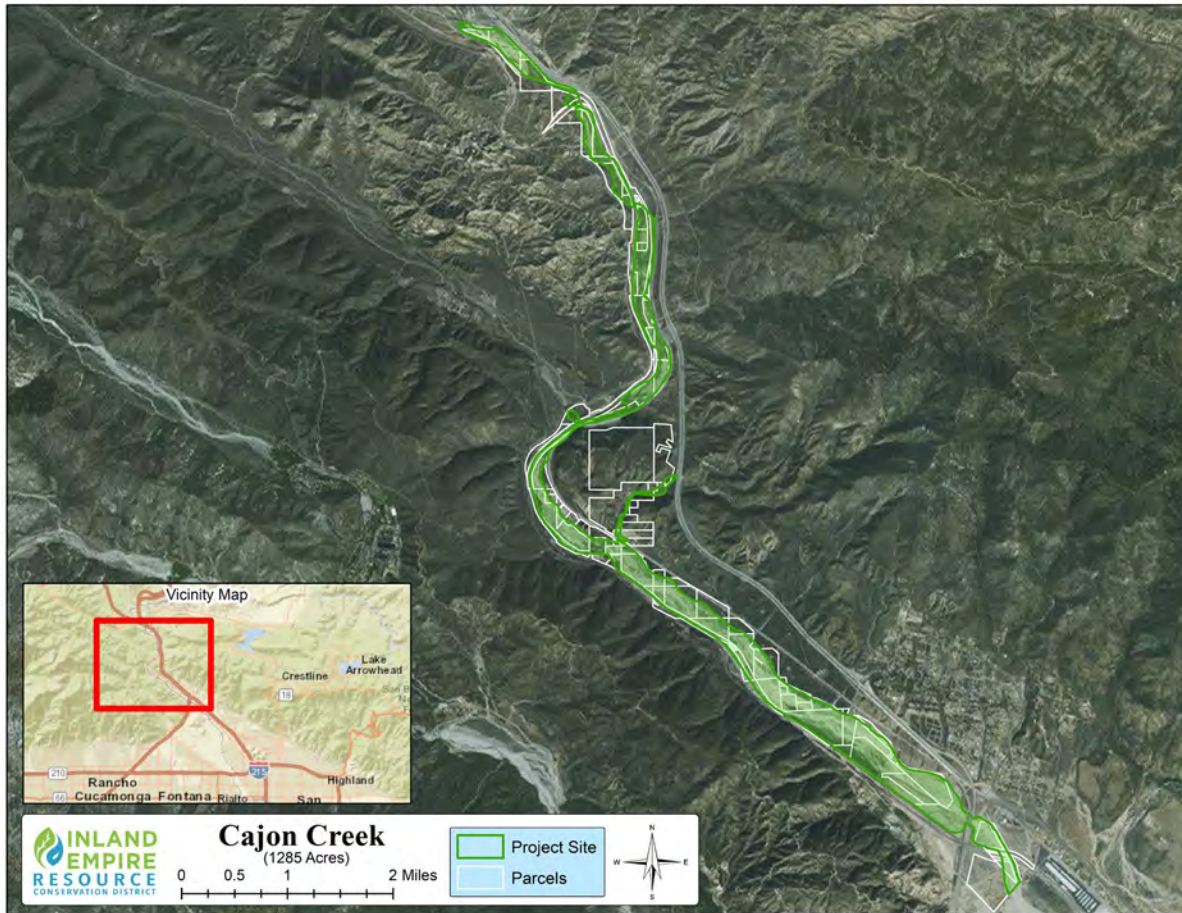 Vicinity Map
Lake
Arrowhead
Crestline
18
San B
210
Rancho
Cucamonga
Fontana
Rialto
215
San
Highland
66
INLAND
EMPIRE
RESOURCE
CONSERVATION DISTRICT
Cajon Creek
(1285 Acres)
0 0.5 1 2 Miles
Project Site
Parcels
N
W E
S